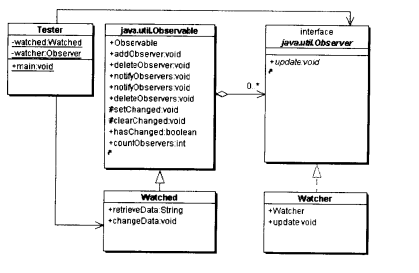 Tester
-watched:Watched
-watcher:Observer
+main:void
java.util.Observable
+Observable
+addObserver:void
+deleteObserver:void
+notifyObservers:void
+notifyObservers:void
+deleteObservers:void
#setChanged:void
#clearChanged:void
+hasChanged:boolean
+countObservers:int
#
0..*
interface
java.util.Observer
+update:void
#
Watched
+retrieveData:String
+changeData:void
Watcher
+Watcher
+update:void